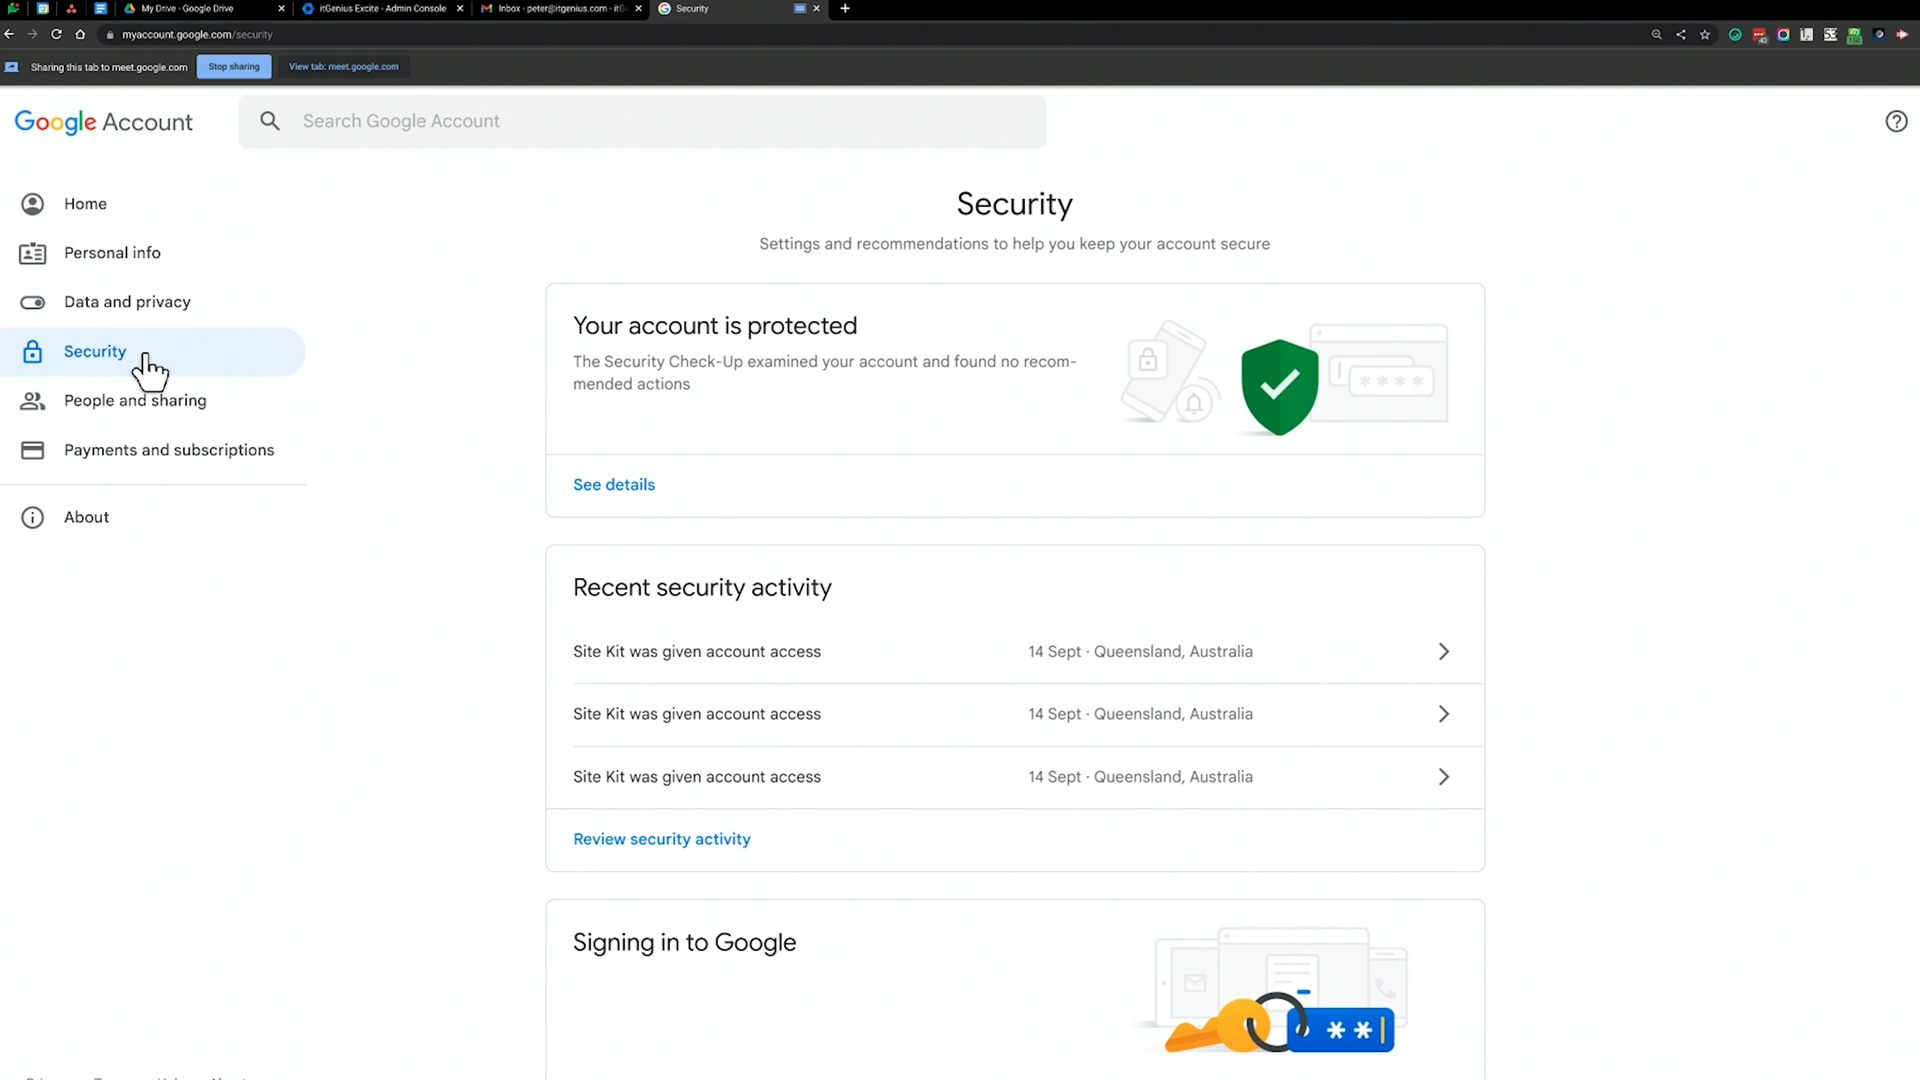 My Drive - Google Drive
itGenius Excite - Admin Console
Inbox - peter@itgenius.com - itG
Security
myaccount.google.com/security
Sharing this tab to meet.google.com
Stop sharing
View tab: meet.google.com
Google Account
Search Google Account
Home
Personal info
Data and privacy
Security
People and sharing
Payments and subscriptions
About
Security
Settings and recommendations to help you keep your account secure
Your account is protected
The Security Check-Up examined your account and found no recom-
mended actions
See details
Recent security activity
Site Kit was given account access 14 Sept · Queensland, Australia
Site Kit was given account access 14 Sept · Queensland, Australia
Site Kit was given account access 14 Sept · Queensland, Australia
Review security activity
Signing in to Google